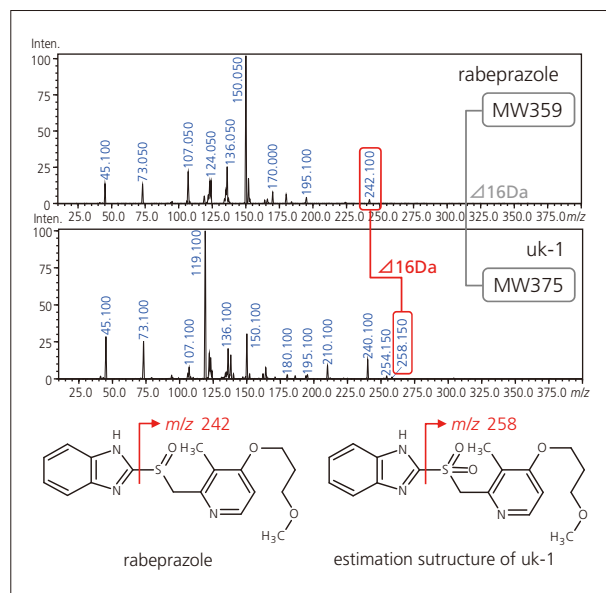 Inten.
100
75
50
25
0
45.100
73.050
107.050
124.050
136.050
150.050
170.000
195.100
242.100
rabeprazole
MW359
⊿16Da
25.0 50.0 75.0 100.0 125.0 150.0 175.0 200.0 225.0 250.0 275.0 300.0 325.0 350.0 375.0 m/z
Inten.
100
75
50
25
0
45.100
73.100
107.100
119.100
136.100
150.100
180.100
195.100
210.100
240.100
254.150
258.150
⊿16Da
uk-1
MW375
25.0 50.0 75.0 100.0 125.0 150.0 175.0 200.0 225.0 250.0 275.0 300.0 325.0 350.0 375.0 m/z
m/z 242
H
N
N
S
O
H3C
O
N
O
H3C
rabeprazole
m/z 258
H
N
N
S
O
O
H3C
O
N
O
H3C
estimation sutructure of uk-1